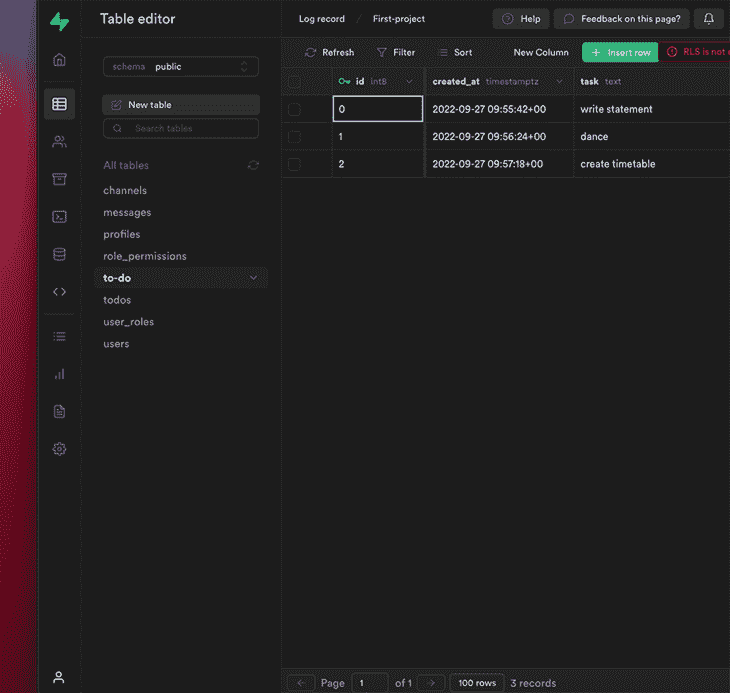 Table editor
Log record / First-project
Help
Feedback on this page?
schema public
New table
Search tables
All tables
channels
messages
profiles
role_permissions
to-do
todos
user_roles
users
Refresh
Filter
Sort
New Column
+ Insert row
RLS is not
id int8
created_at timestamptz
task text
0 2022-09-27 09:55:42+00 write statement
1 2022-09-27 09:56:24+00 dance
2 2022-09-27 09:57:18+00 create timetable
Page 1 of 1
100 rows
3 records